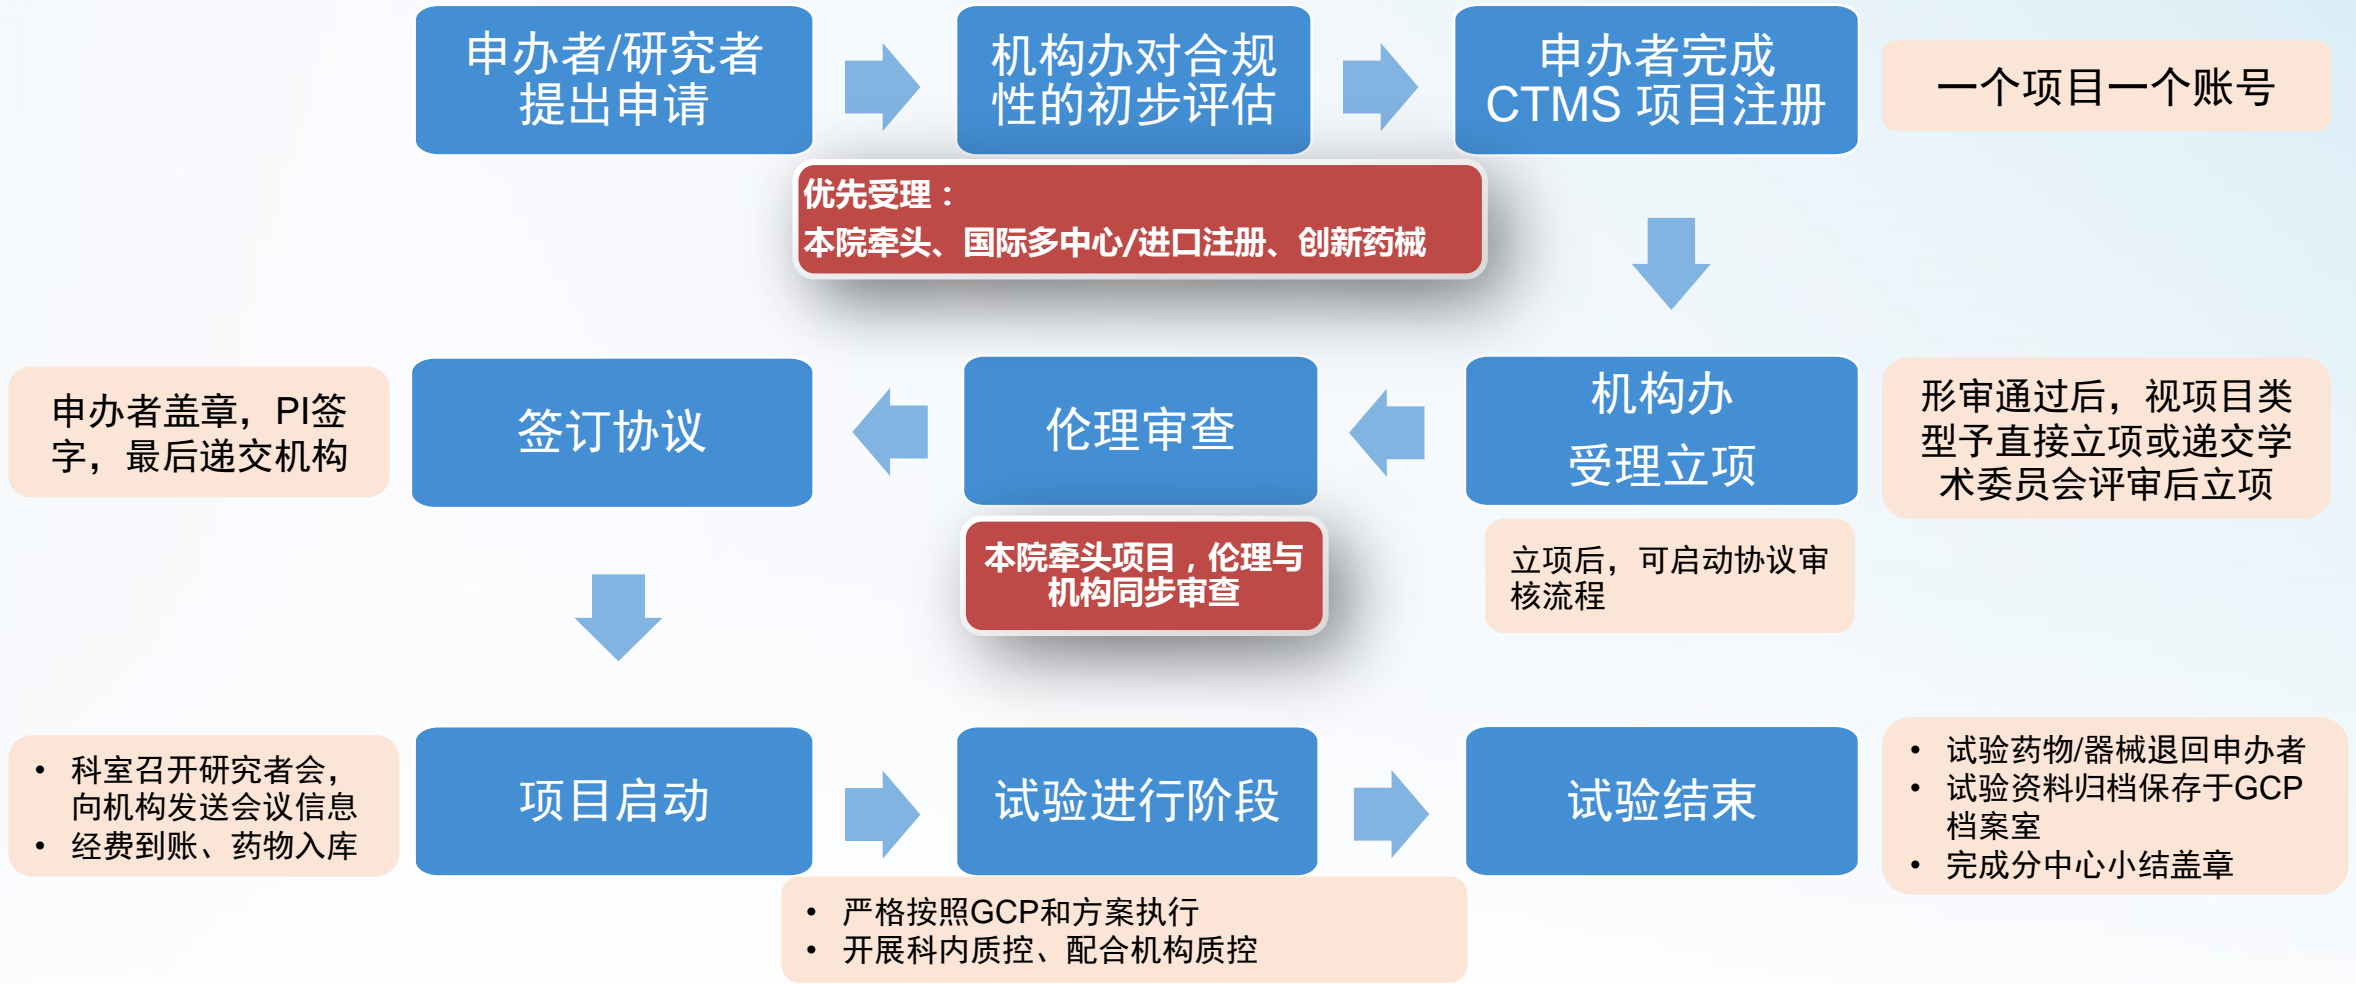 申办者/研究者
提出申请
机构办对合规
性的初步评估
申办者完成
CTMS 项目注册
一个项目一个账号
优先受理：
本院牵头、国际多中心/进口注册、创新药械
申办者盖章，PI签
字，最后递交机构
签订协议
伦理审查
机构办
受理立项
形审通过后，视项目类
型予直接立项或递交学
术委员会评审后立项
本院牵头项目，伦理与
机构同步审查
立项后，可启动协议审
核流程
• 科室召开研究者会，
向机构发送会议信息
• 经费到账、药物入库
项目启动
试验进行阶段
试验结束
• 试验药物/器械退回申办者
• 试验资料归档保存于GCP
档案室
• 完成分中心小结盖章
• 严格按照GCP和方案执行
• 开展科内质控、配合机构质控